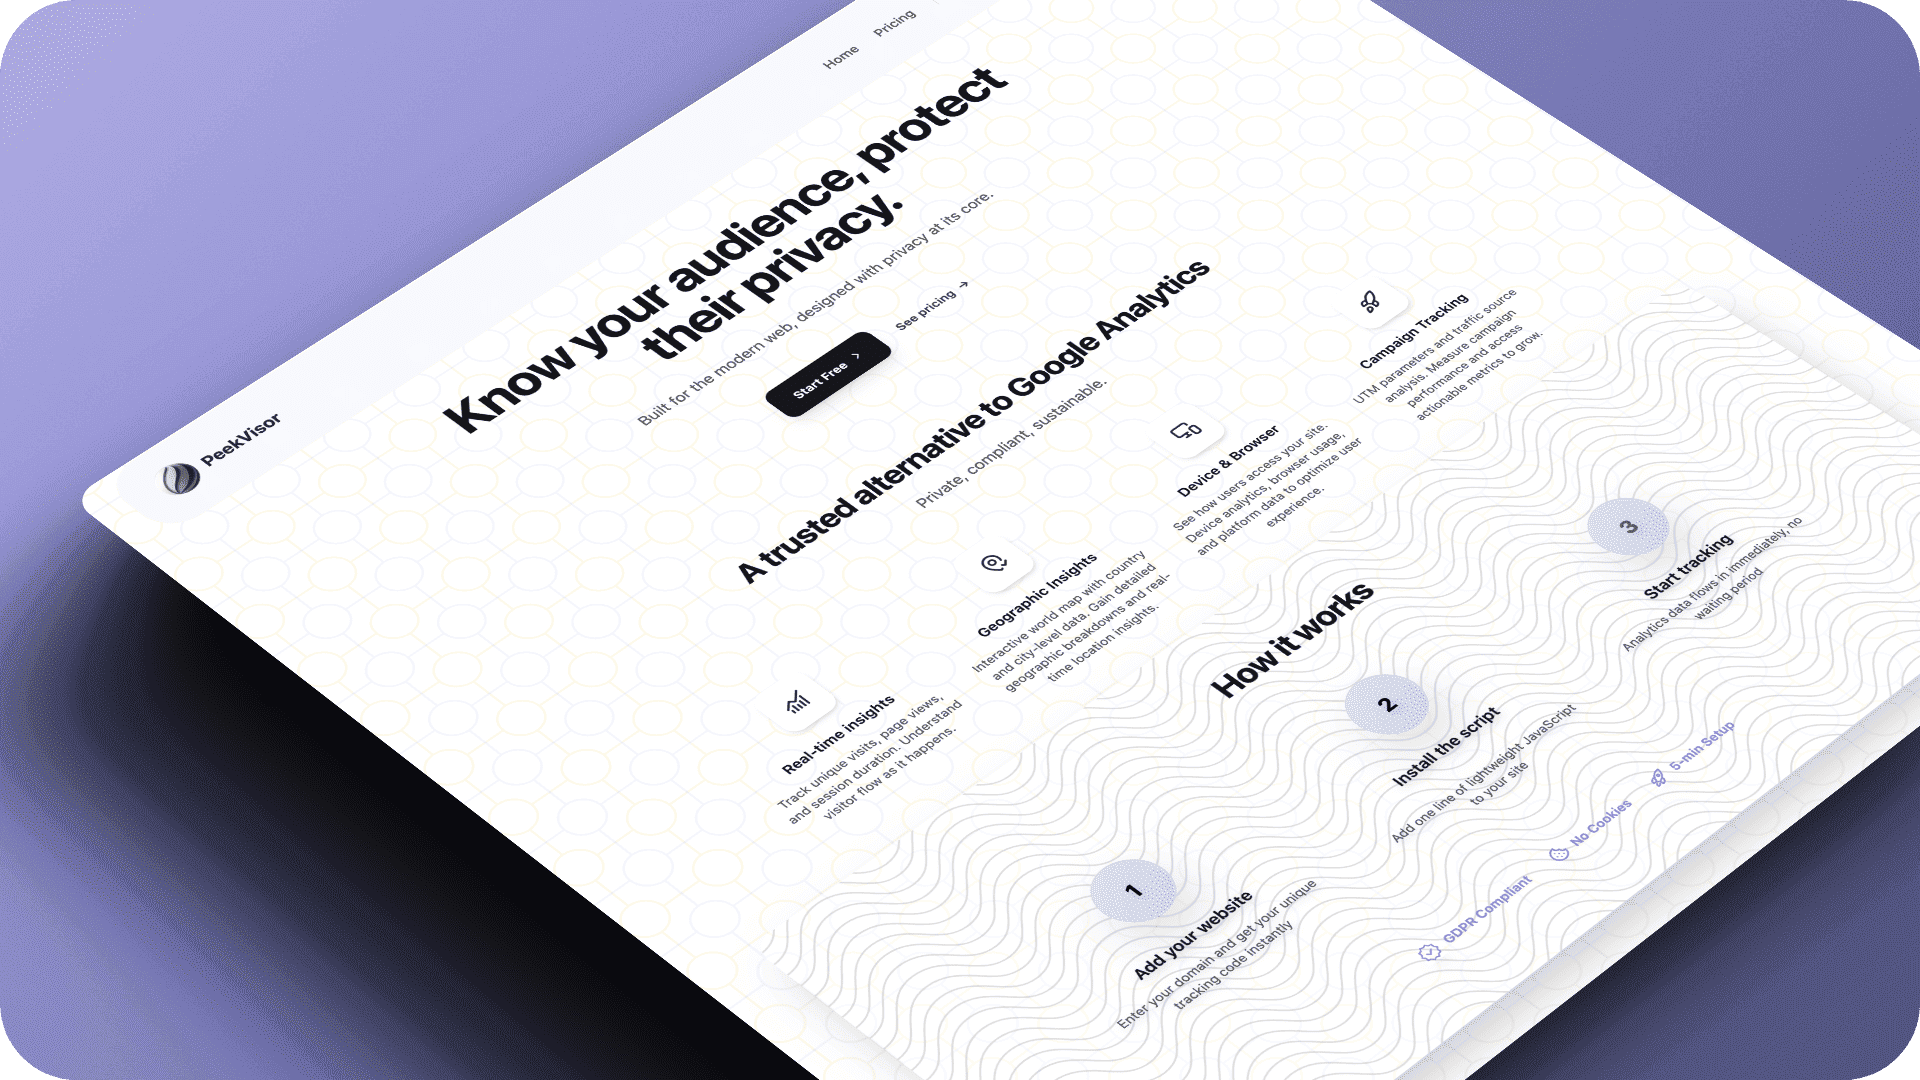 PeekVisor
Home
Pricing
Know your audience, protect
their privacy.
Built for the modern web, designed with privacy at its core.
Start Free
See pricing →
A trusted alternative to Google Analytics
Private, compliant, sustainable.
Real-time insights
Track unique visits, page views,
and session duration. Understand
visitor flow as it happens.
Geographic Insights
Interactive world map with country
and city-level data. Gain detailed
geographic breakdowns and real-
time location insights.
Device & Browser
See how users access your site.
Device analytics, browser usage,
and platform data to optimize user
experience.
Campaign Tracking
UTM parameters and traffic source
analysis. Measure campaign
performance and access
actionable metrics to grow.
How it works
1
Add your website
Enter your domain and get your unique
tracking code instantly
2
Install the script
Add one line of lightweight JavaScript
to your site
3
Start tracking
Analytics data flows in immediately, no
waiting period
GDPR Compliant
No Cookies
5-min Setup